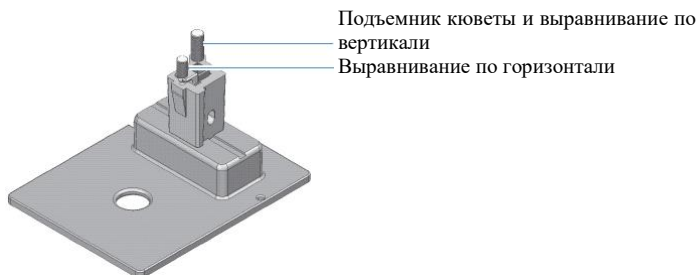 Подъемник кюветы и выравнивание по
вертикали
Выравнивание по горизонтали